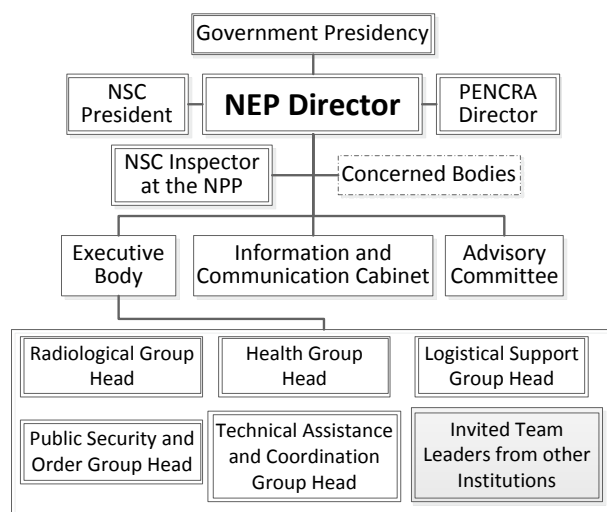 Government Presidency
NSC
President
NEP Director
PENCRA
Director
NSC Inspector
at the NPP
Concerned Bodies
Executive
Body
Information and
Communication Cabinet
Advisory
Committee
Radiological Group
Head
Health Group
Head
Logistical Support
Group Head
Public Security and
Order Group Head
Technical Assistance
and Coordination
Group Head
Invited Team
Leaders from other
Institutions